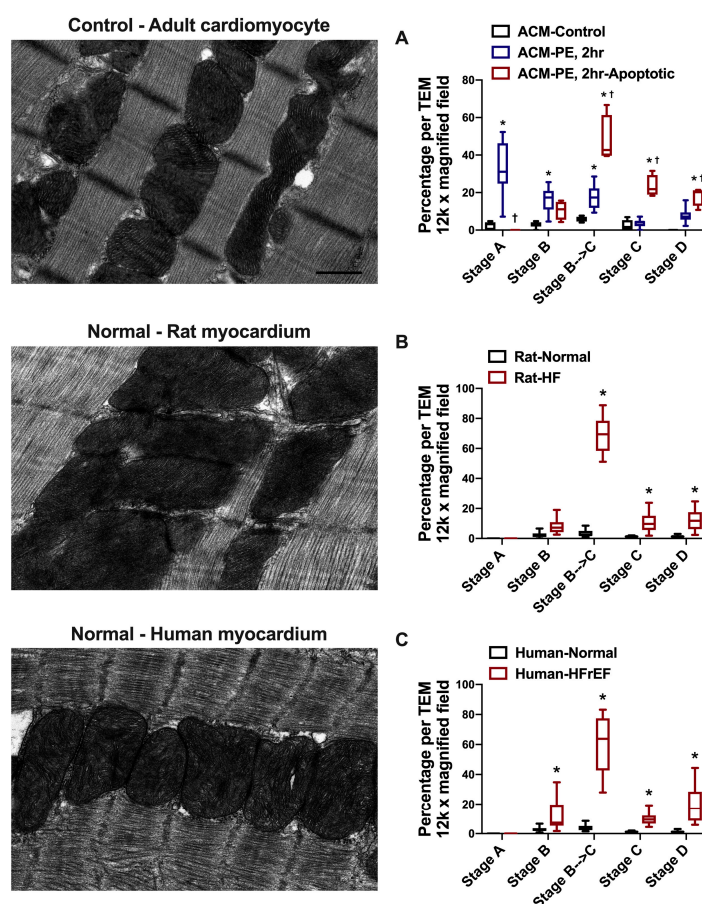 Control - Adult cardiomyocyte
A
ACM-Control
ACM-PE, 2hr
ACM-PE, 2hr-Apoptotic
Percentage per TEM
12k x magnified field
80
60
40
20
0
*
†
*
*
*†
*†
*†
Stage A
Stage B
Stage B-->C
Stage C
Stage D
Normal - Rat myocardium
B
Rat-Normal
Rat-HF
Percentage per TEM
12k x magnified field
100
80
60
40
20
0
*
*
*
Stage A
Stage B
Stage B-->C
Stage C
Stage D
Normal - Human myocardium
C
Human-Normal
Human-HFrEF
Percentage per TEM
12k x magnified field
100
80
60
40
20
0
*
*
*
*
Stage A
Stage B
Stage B-->C
Stage C
Stage D